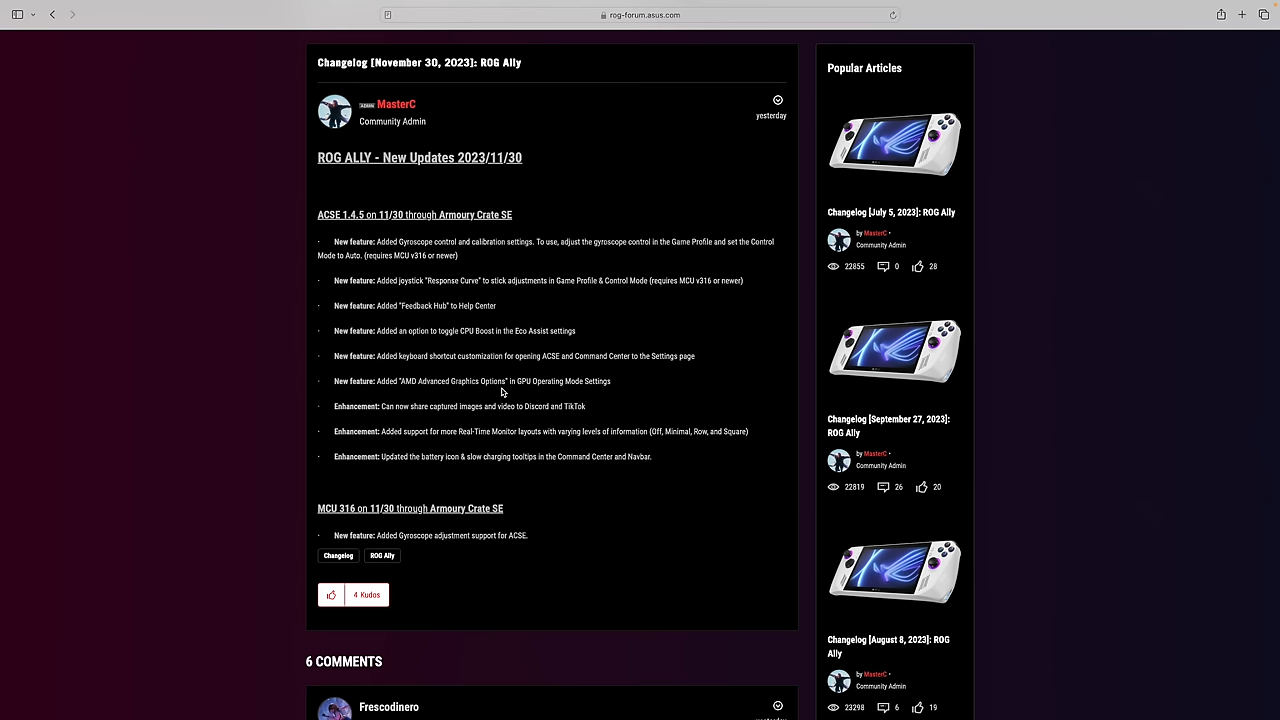 rog-forum.asus.com
Changelog [November 30, 2023]: ROG Ally
ADMIN MasterC
Community Admin
yesterday
ROG ALLY - New Updates 2023/11/30
ACSE 1.4.5 on 11/30 through Armoury Crate SE
· New feature: Added Gyroscope control and calibration settings. To use, adjust the gyroscope control in the Game Profile and set the Control
Mode to Auto. (requires MCU v316 or newer)
· New feature: Added joystick "Response Curve" to stick adjustments in Game Profile & Control Mode (requires MCU v316 or newer)
· New feature: Added "Feedback Hub" to Help Center
· New feature: Added an option to toggle CPU Boost in the Eco Assist settings
· New feature: Added keyboard shortcut customization for opening ACSE and Command Center to the Settings page
· New feature: Added "AMD Advanced Graphics Options" in GPU Operating Mode Settings
· Enhancement: Can now share captured images and video to Discord and TikTok
· Enhancement: Added support for more Real-Time Monitor layouts with varying levels of information (Off, Minimal, Row, and Square)
· Enhancement: Updated the battery icon & slow charging tooltips in the Command Center and Navbar.
MCU 316 on 11/30 through Armoury Crate SE
· New feature: Added Gyroscope adjustment support for ACSE.
Changelog
ROG Ally
4 Kudos
6 COMMENTS
Frescodinero
Popular Articles
Changelog [July 5, 2023]: ROG Ally
by MasterC •
Community Admin
22855 0 28
Changelog [September 27, 2023]:
ROG Ally
by MasterC •
Community Admin
22819 26 20
Changelog [August 8, 2023]: ROG
Ally
by MasterC •
Community Admin
23298 6 19